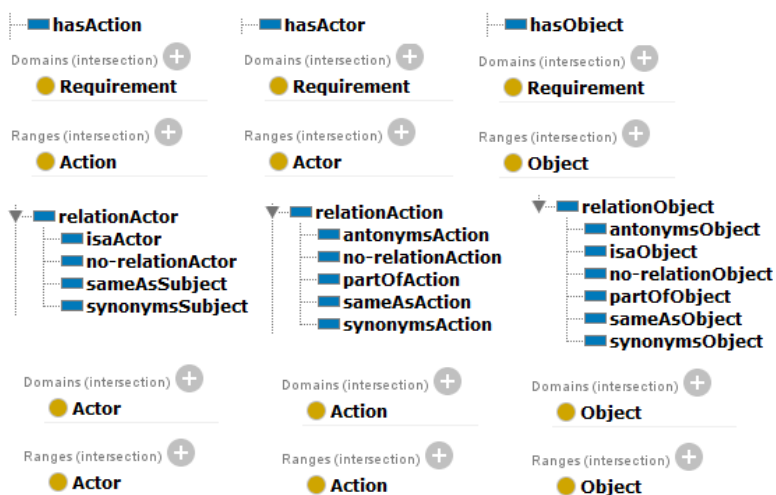 hasAction
Domains (intersection)
Requirement
Ranges (intersection)
Action
hasActor
Domains (intersection)
Requirement
Ranges (intersection)
Actor
hasObject
Domains (intersection)
Requirement
Ranges (intersection)
Object
relationActor
isaActor
no-relationActor
sameAsSubject
synonymsSubject
Domains (intersection)
Actor
Ranges (intersection)
Actor
relationAction
antonymsAction
no-relationAction
partOfAction
sameAsAction
synonymsAction
Domains (intersection)
Action
Ranges (intersection)
Action
relationObject
antonymsObject
isaObject
no-relationObject
partOfObject
sameAsObject
synonymsObject
Domains (intersection)
Object
Ranges (intersection)
Object